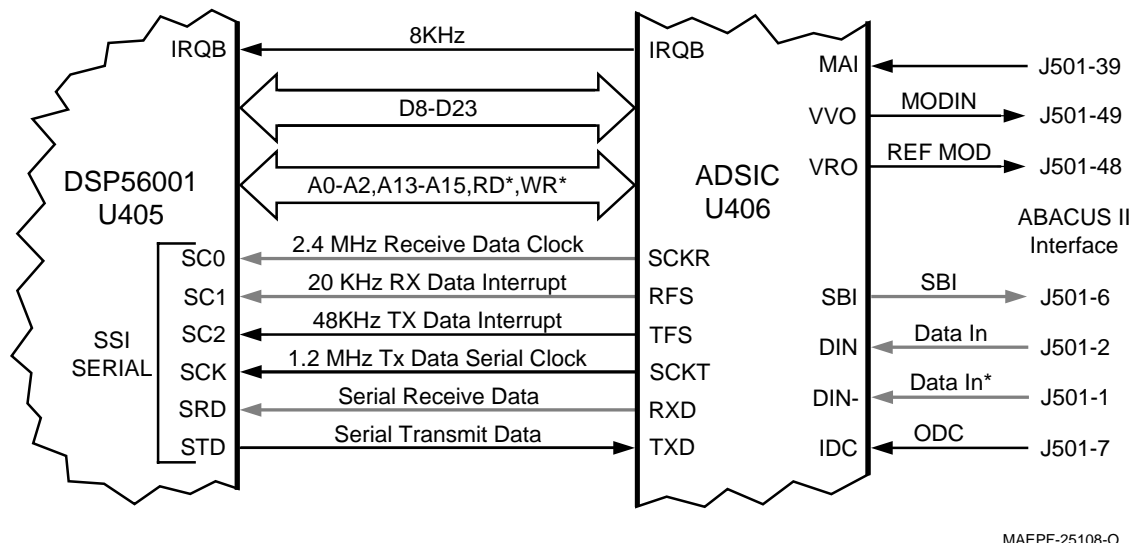 IRQB 8KHz IRQB
MAI J501-39
D8-D23
VVO MODIN J501-49
VRO REF MOD J501-48
DSP56001
U405
A0-A2,A13-A15,RD*,WR*
ADSIC
U406
ABACUS II
Interface
SSI
SERIAL
SC0 2.4 MHz Receive Data Clock SCKR
SC1 20 KHz RX Data Interrupt RFS
SBI SBI J501-6
SC2 48KHz TX Data Interrupt TFS
DIN Data In J501-2
SCK 1.2 MHz Tx Data Serial Clock SCKT
DIN- Data In* J501-1
SRD Serial Receive Data RXD
STD Serial Transmit Data TXD
IDC ODC J501-7
MAEPF-25108-O